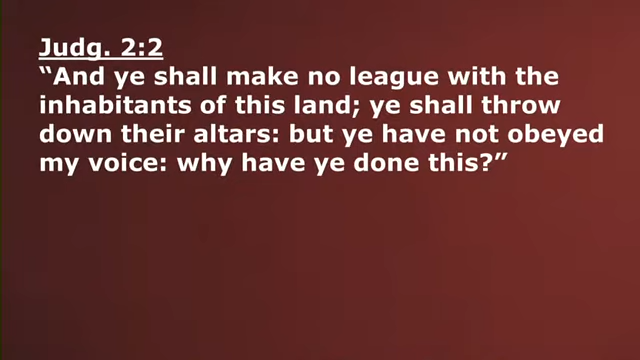 Judg. 2:2
“And ye shall make no league with the
inhabitants of this land; ye shall throw
down their altars: but ye have not obeyed
my voice: why have ye done this?”